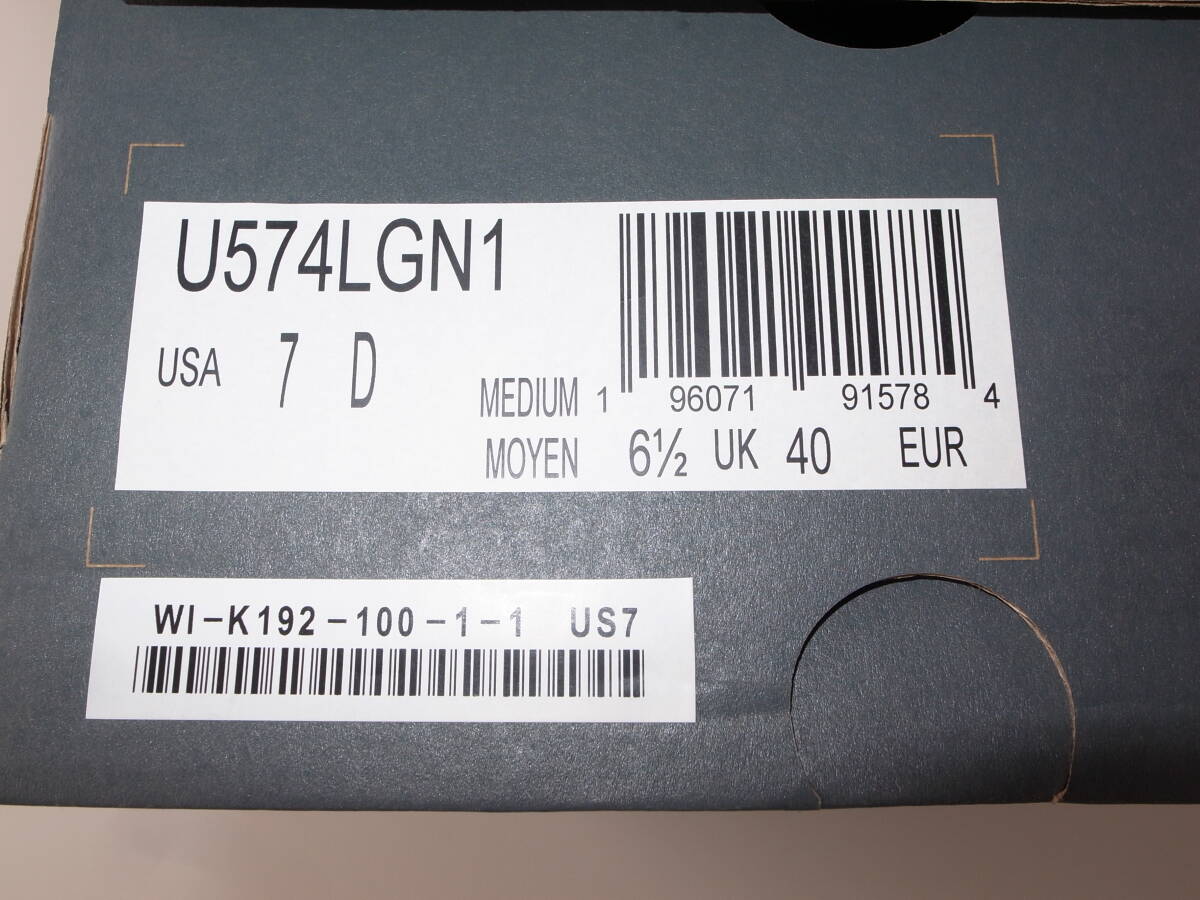 U574LGN1
USA 7 D
MEDIUM 1 96071 91578 4
MOYEN 6½ UK 40 EUR
WI-K192-100-1-1 US7